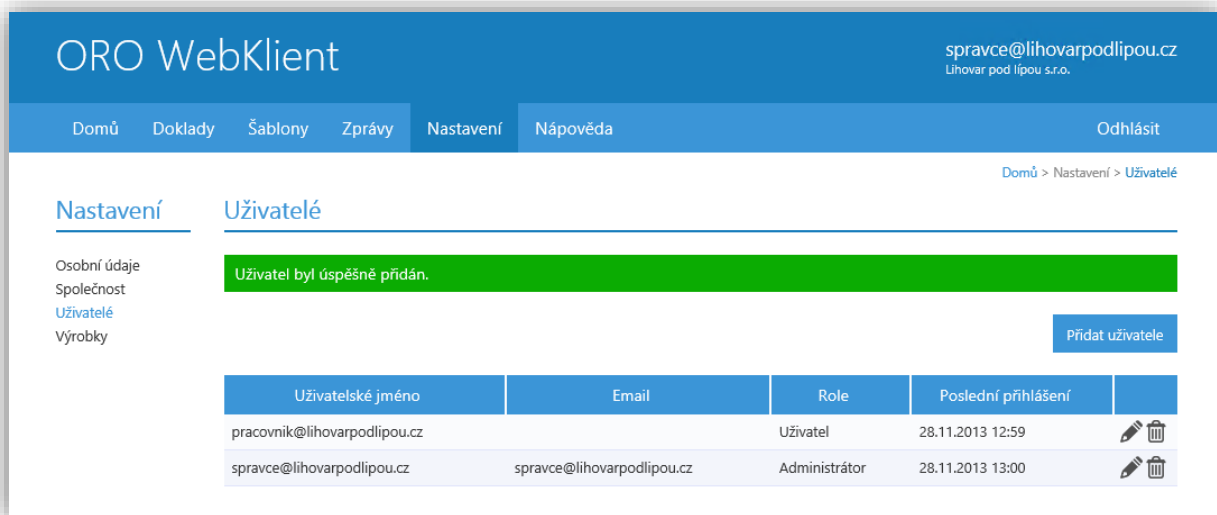 ORO WebKlient
spravce@lihovarpodlipou.cz
Lihovar pod lípou s.r.o.
Domů Doklady Šablony Zprávy Nastavení Nápověda Odhlásit
Domů > Nastavení > Uživatelé
Nastavení
Osobní údaje
Společnost
Uživatelé
Výrobky
Uživatelé
Uživatel byl úspěšně přidán.
Přidat uživatele
Uživatelské jméno Email Role Poslední přihlášení
pracovnik@lihovarpodlipou.cz Uživatel 28.11.2013 12:59
spravce@lihovarpodlipou.cz spravce@lihovarpodlipou.cz Administrátor 28.11.2013 13:00